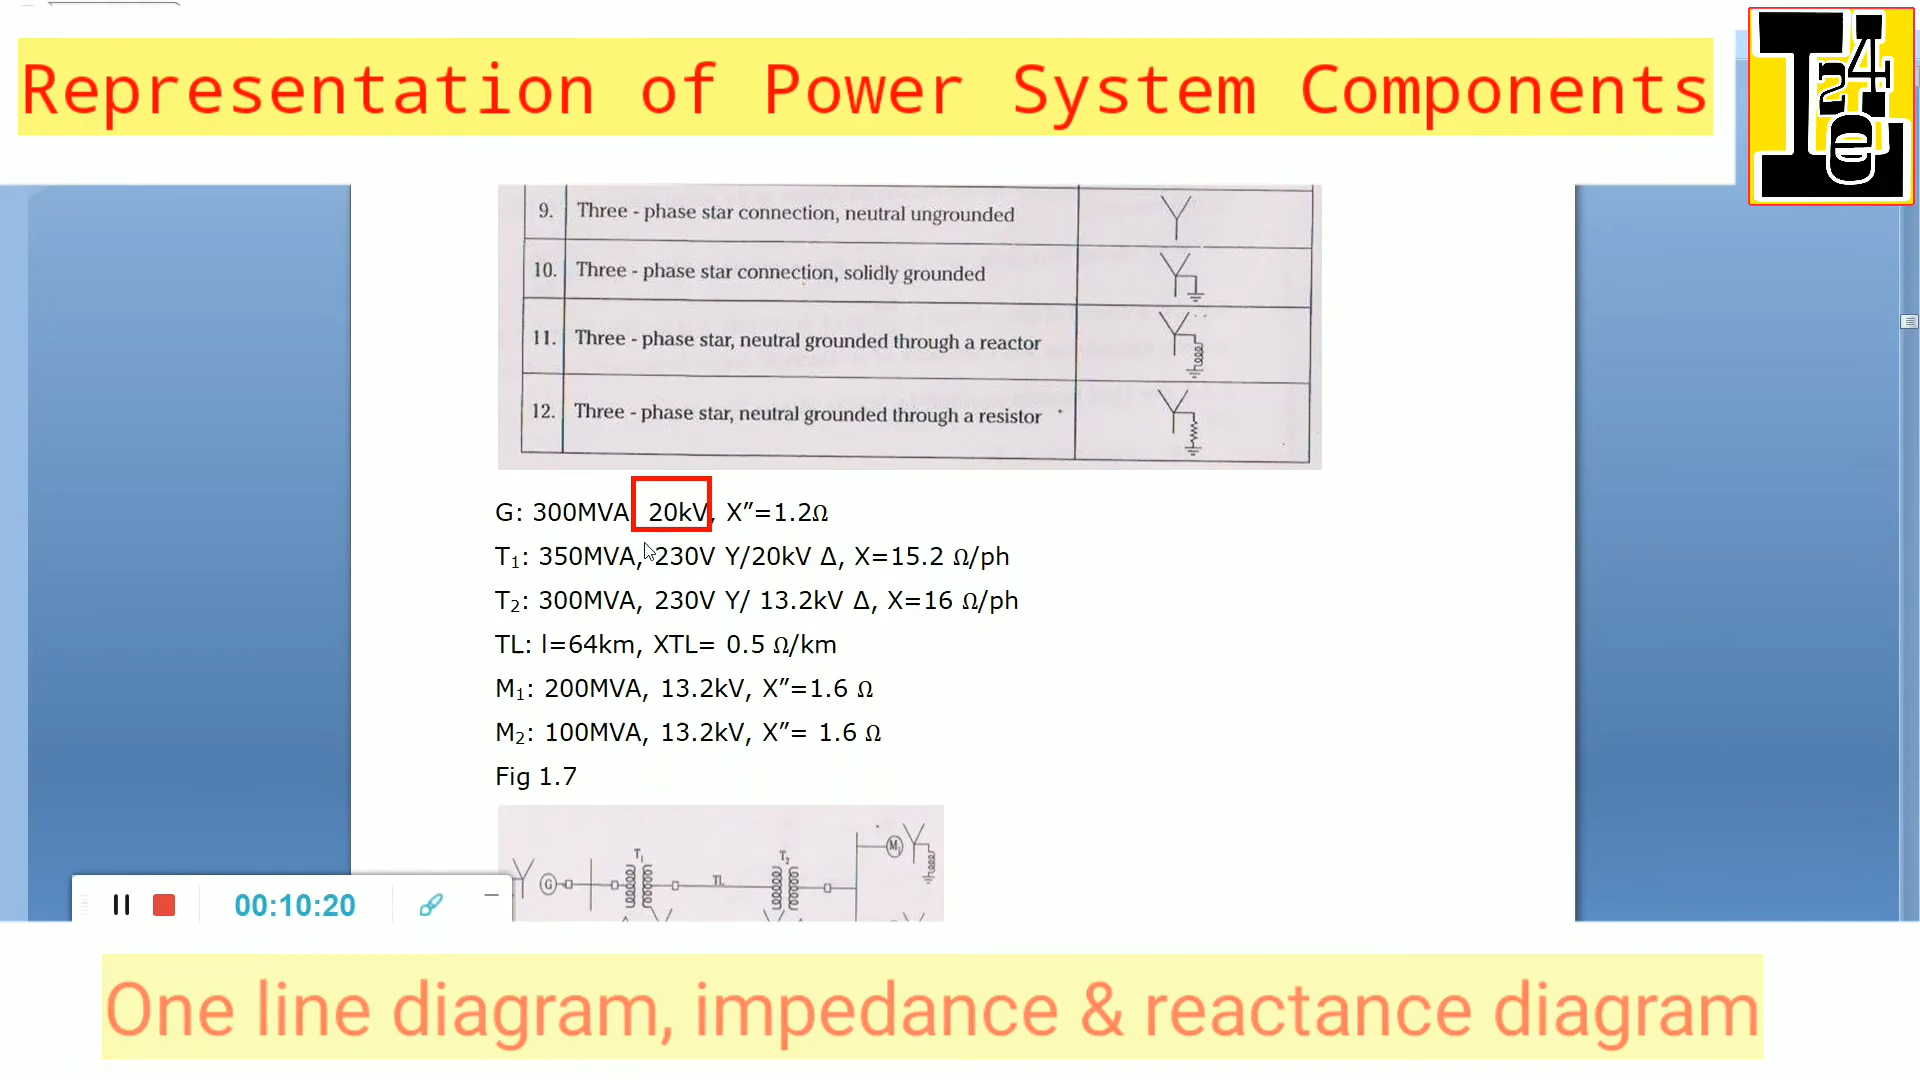 Representation of Power System Components
L24e
9. Three - phase star connection, neutral ungrounded
10. Three - phase star connection, solidly grounded
11. Three - phase star, neutral grounded through a reactor
12. Three - phase star, neutral grounded through a resistor
G: 300MVA, 20kV, X”=1.2Ω
T₁: 350MVA, 230V Y/20kV Δ, X=15.2 Ω/ph
T₂: 300MVA, 230V Y/ 13.2kV Δ, X=16 Ω/ph
TL: l=64km, XTL= 0.5 Ω/km
M₁: 200MVA, 13.2kV, X”=1.6 Ω
M₂: 100MVA, 13.2kV, X”= 1.6 Ω
Fig 1.7
G T₁ TL T₂ M₁
00:10:20
One line diagram, impedance & reactance diagram